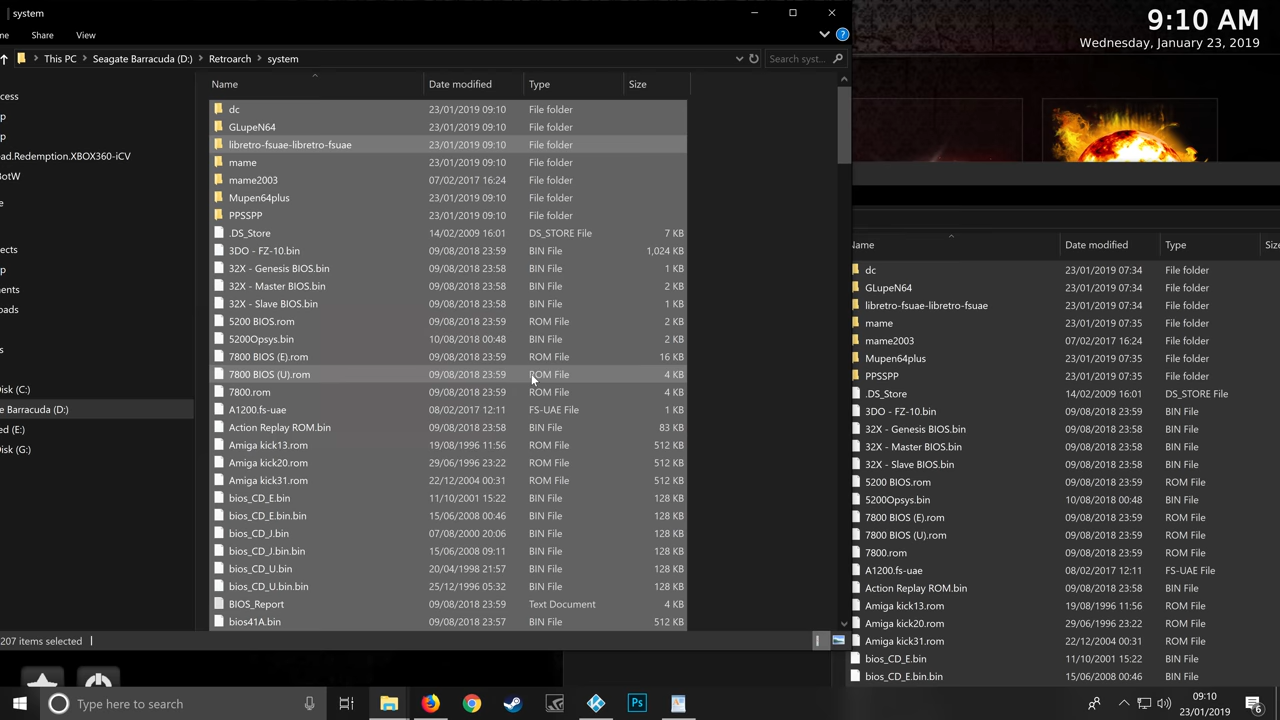 system
9:10 AM
Wednesday, January 23, 2019
ne Share View
This PC Seagate Barracuda (D:) Retroarch system Search syst...
Name Date modified Type Size
cess
p
p
ead.Redemption.XBOX360-iCV
BotW
e
jects
p
ments
loads
s
Disk (C:)
e Barracuda (D:)
ed (E:)
isk (G:)
dc 23/01/2019 09:10 File folder
GLupeN64 23/01/2019 09:10 File folder
libretro-fsuae-libretro-fsuae 23/01/2019 09:10 File folder
mame 23/01/2019 09:10 File folder
mame2003 07/02/2017 16:24 File folder
Mupen64plus 23/01/2019 09:10 File folder
PPSSPP 23/01/2019 09:10 File folder
.DS_Store 14/02/2009 16:01 DS_STORE File 7 KB
3DO - FZ-10.bin 09/08/2018 23:58 BIN File 1,024 KB
32X - Genesis BIOS.bin 09/08/2018 23:58 BIN File 1 KB
32X - Master BIOS.bin 09/08/2018 23:58 BIN File 2 KB
32X - Slave BIOS.bin 09/08/2018 23:58 BIN File 1 KB
5200 BIOS.rom 09/08/2018 23:59 ROM File 2 KB
5200Opsys.bin 10/08/2018 00:48 BIN File 2 KB
7800 BIOS (E).rom 09/08/2018 23:59 ROM File 16 KB
7800 BIOS (U).rom 09/08/2018 23:59 ROM File 4 KB
7800.rom 09/08/2018 23:59 ROM File 4 KB
A1200.fs-uae 08/02/2017 12:11 FS-UAE File 1 KB
Action Replay ROM.bin 09/08/2018 23:58 BIN File 83 KB
Amiga kick13.rom 19/08/1996 11:56 ROM File 512 KB
Amiga kick20.rom 29/06/1996 23:22 ROM File 512 KB
Amiga kick31.rom 22/12/2004 00:31 ROM File 512 KB
bios_CD_E.bin 11/10/2001 15:22 BIN File 128 KB
bios_CD_E.bin.bin 15/06/2008 00:46 BIN File 128 KB
bios_CD_J.bin 07/08/2000 20:06 BIN File 128 KB
bios_CD_J.bin.bin 15/06/2008 09:11 BIN File 128 KB
bios_CD_U.bin 20/04/1998 21:57 BIN File 128 KB
bios_CD_U.bin.bin 25/12/1996 05:32 BIN File 128 KB
BIOS_Report 09/08/2018 23:59 Text Document 4 KB
bios41A.bin 09/08/2018 23:57 BIN File 512 KB
207 items selected
Name Date modified Type Size
dc 23/01/2019 07:34 File folder
GLupeN64 23/01/2019 07:34 File folder
libretro-fsuae-libretro-fsuae 23/01/2019 07:34 File folder
mame 23/01/2019 07:35 File folder
mame2003 07/02/2017 16:24 File folder
Mupen64plus 23/01/2019 07:35 File folder
PPSSPP 23/01/2019 07:35 File folder
.DS_Store 14/02/2009 16:01 DS_STORE File
3DO - FZ-10.bin 09/08/2018 23:58 BIN File
32X - Genesis BIOS.bin 09/08/2018 23:58 BIN File
32X - Master BIOS.bin 09/08/2018 23:58 BIN File
32X - Slave BIOS.bin 09/08/2018 23:58 BIN File
5200 BIOS.rom 09/08/2018 23:59 ROM File
5200Opsys.bin 10/08/2018 00:48 BIN File
7800 BIOS (E).rom 09/08/2018 23:59 ROM File
7800 BIOS (U).rom 09/08/2018 23:59 ROM File
7800.rom 09/08/2018 23:59 ROM File
A1200.fs-uae 08/02/2017 12:11 FS-UAE File
Action Replay ROM.bin 09/08/2018 23:58 BIN File
Amiga kick13.rom 19/08/1996 11:56 ROM File
Amiga kick20.rom 29/06/1996 23:22 ROM File
Amiga kick31.rom 22/12/2004 00:31 ROM File
bios_CD_E.bin 11/10/2001 15:22 BIN File
bios_CD_E.bin.bin 15/06/2008 00:46 BIN File
Type here to search
Ps
09:10
23/01/2019
6